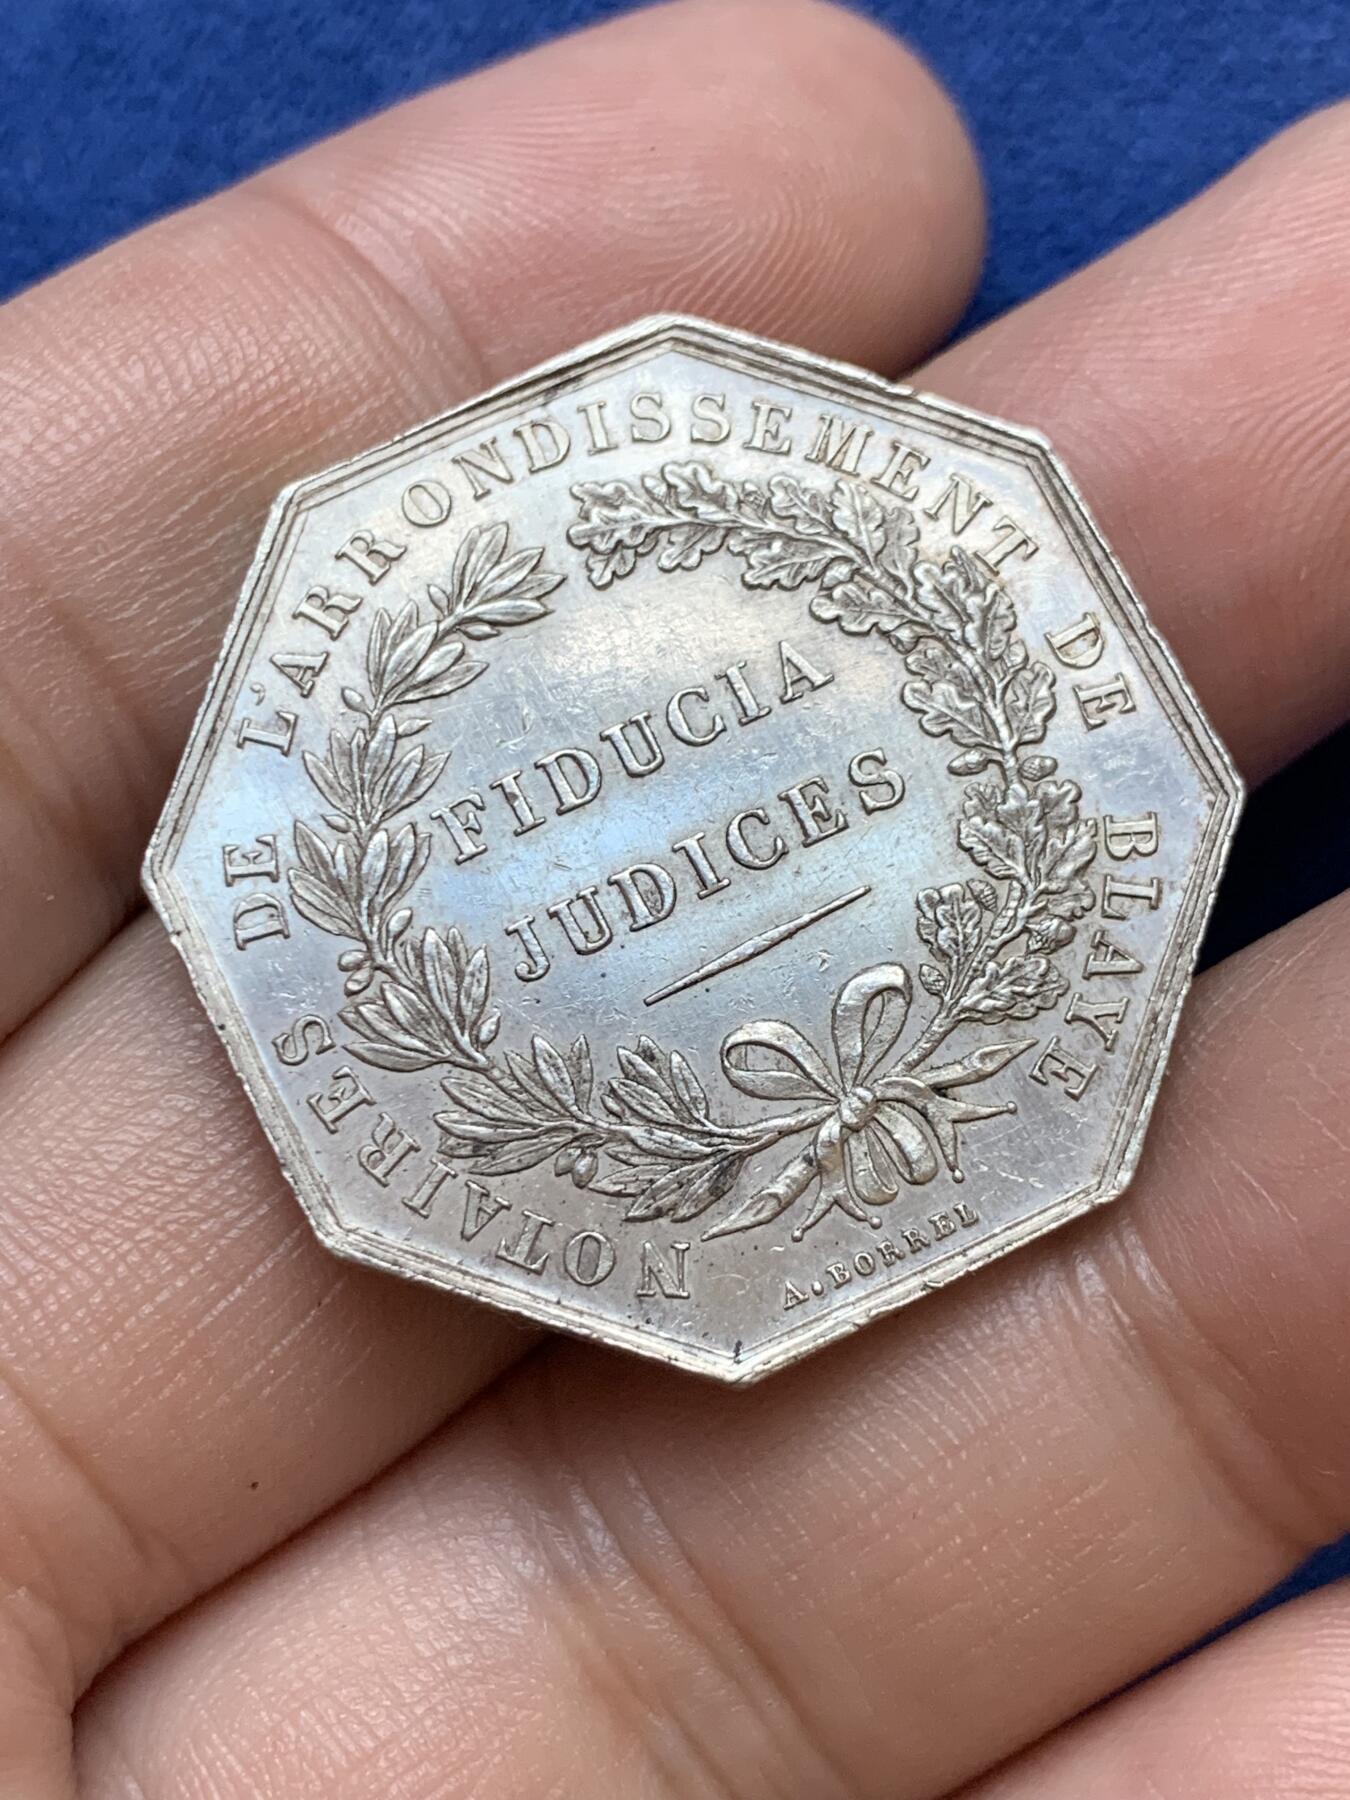 NOTAIRES DE L'ARRONDISSEMENT DE BLAYE
FIDUCIA
JUDICES
A. BORREL